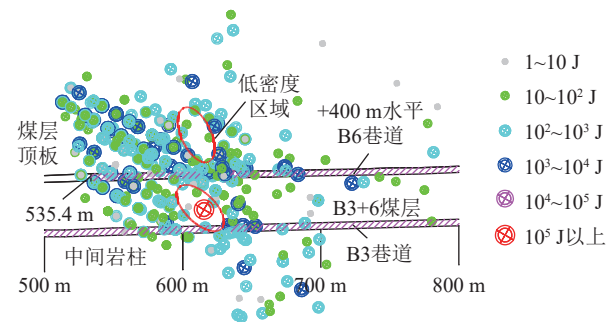 低密度
区域
+400 m水平
B6巷道
煤层
顶板
535.4 m
B3+6煤层
中间岩柱
B3巷道
500 m
600 m
700 m
800 m
1~10 J
10~10² J
10²~10³ J
10³~10⁴ J
10⁴~10⁵ J
10⁵ J以上